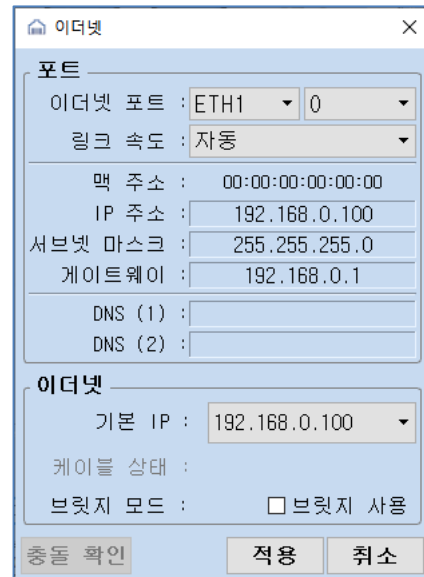 이더넷
포트
이더넷 포트 : ETH1 0
링크 속도 : 자동
맥 주소 : 00:00:00:00:00:00
IP 주소 : 192.168.0.100
서브넷 마스크 : 255.255.255.0
게이트웨이 : 192.168.0.1
DNS (1) :
DNS (2) :
이더넷
기본 IP : 192.168.0.100
케이블 상태 :
브릿지 모드 : 브릿지 사용
충돌 확인 적용 취소